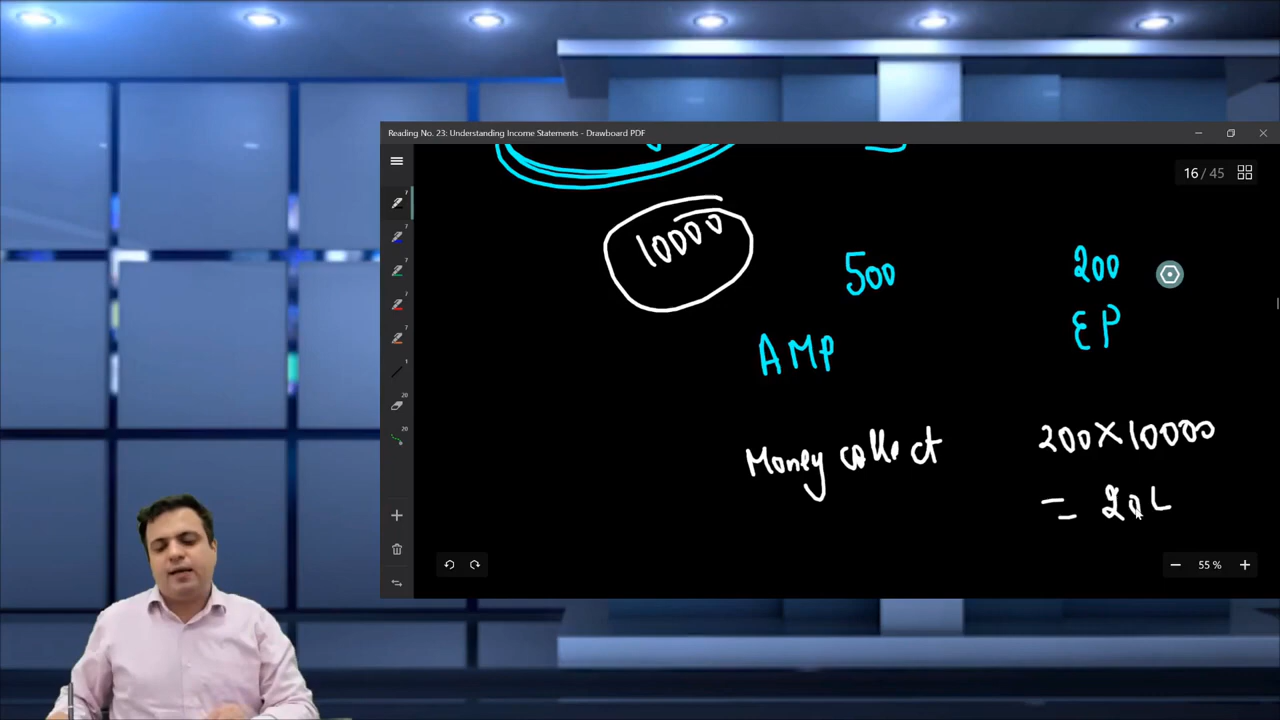 Reading No. 23: Understanding Income Statements - Drawboard PDF
16 / 45
10000
500
200
AMP
EP
Money collect
200 X 10000
= 20L
55 %